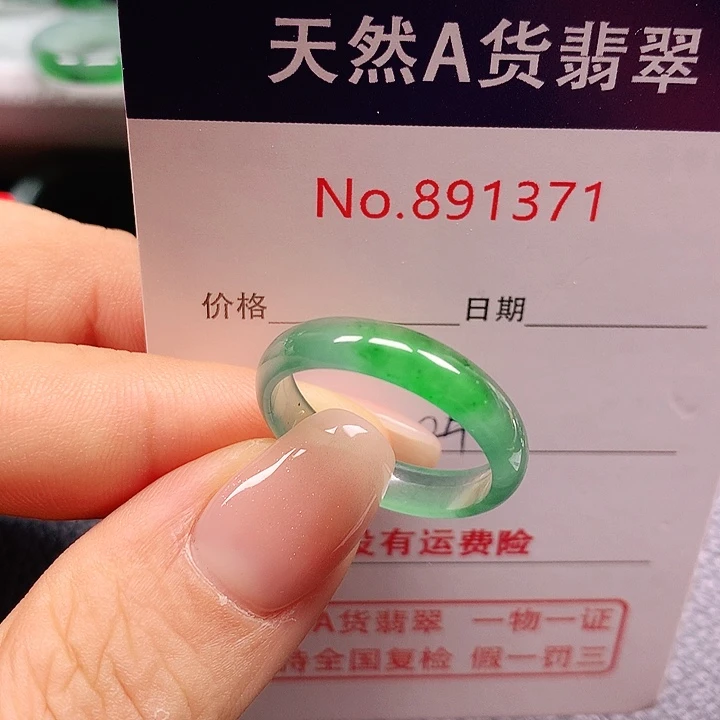 天然A货翡翠
No.891371
价格 日期
04
没有运费险
A货翡翠 一物一证
持全国复检 假一罚三